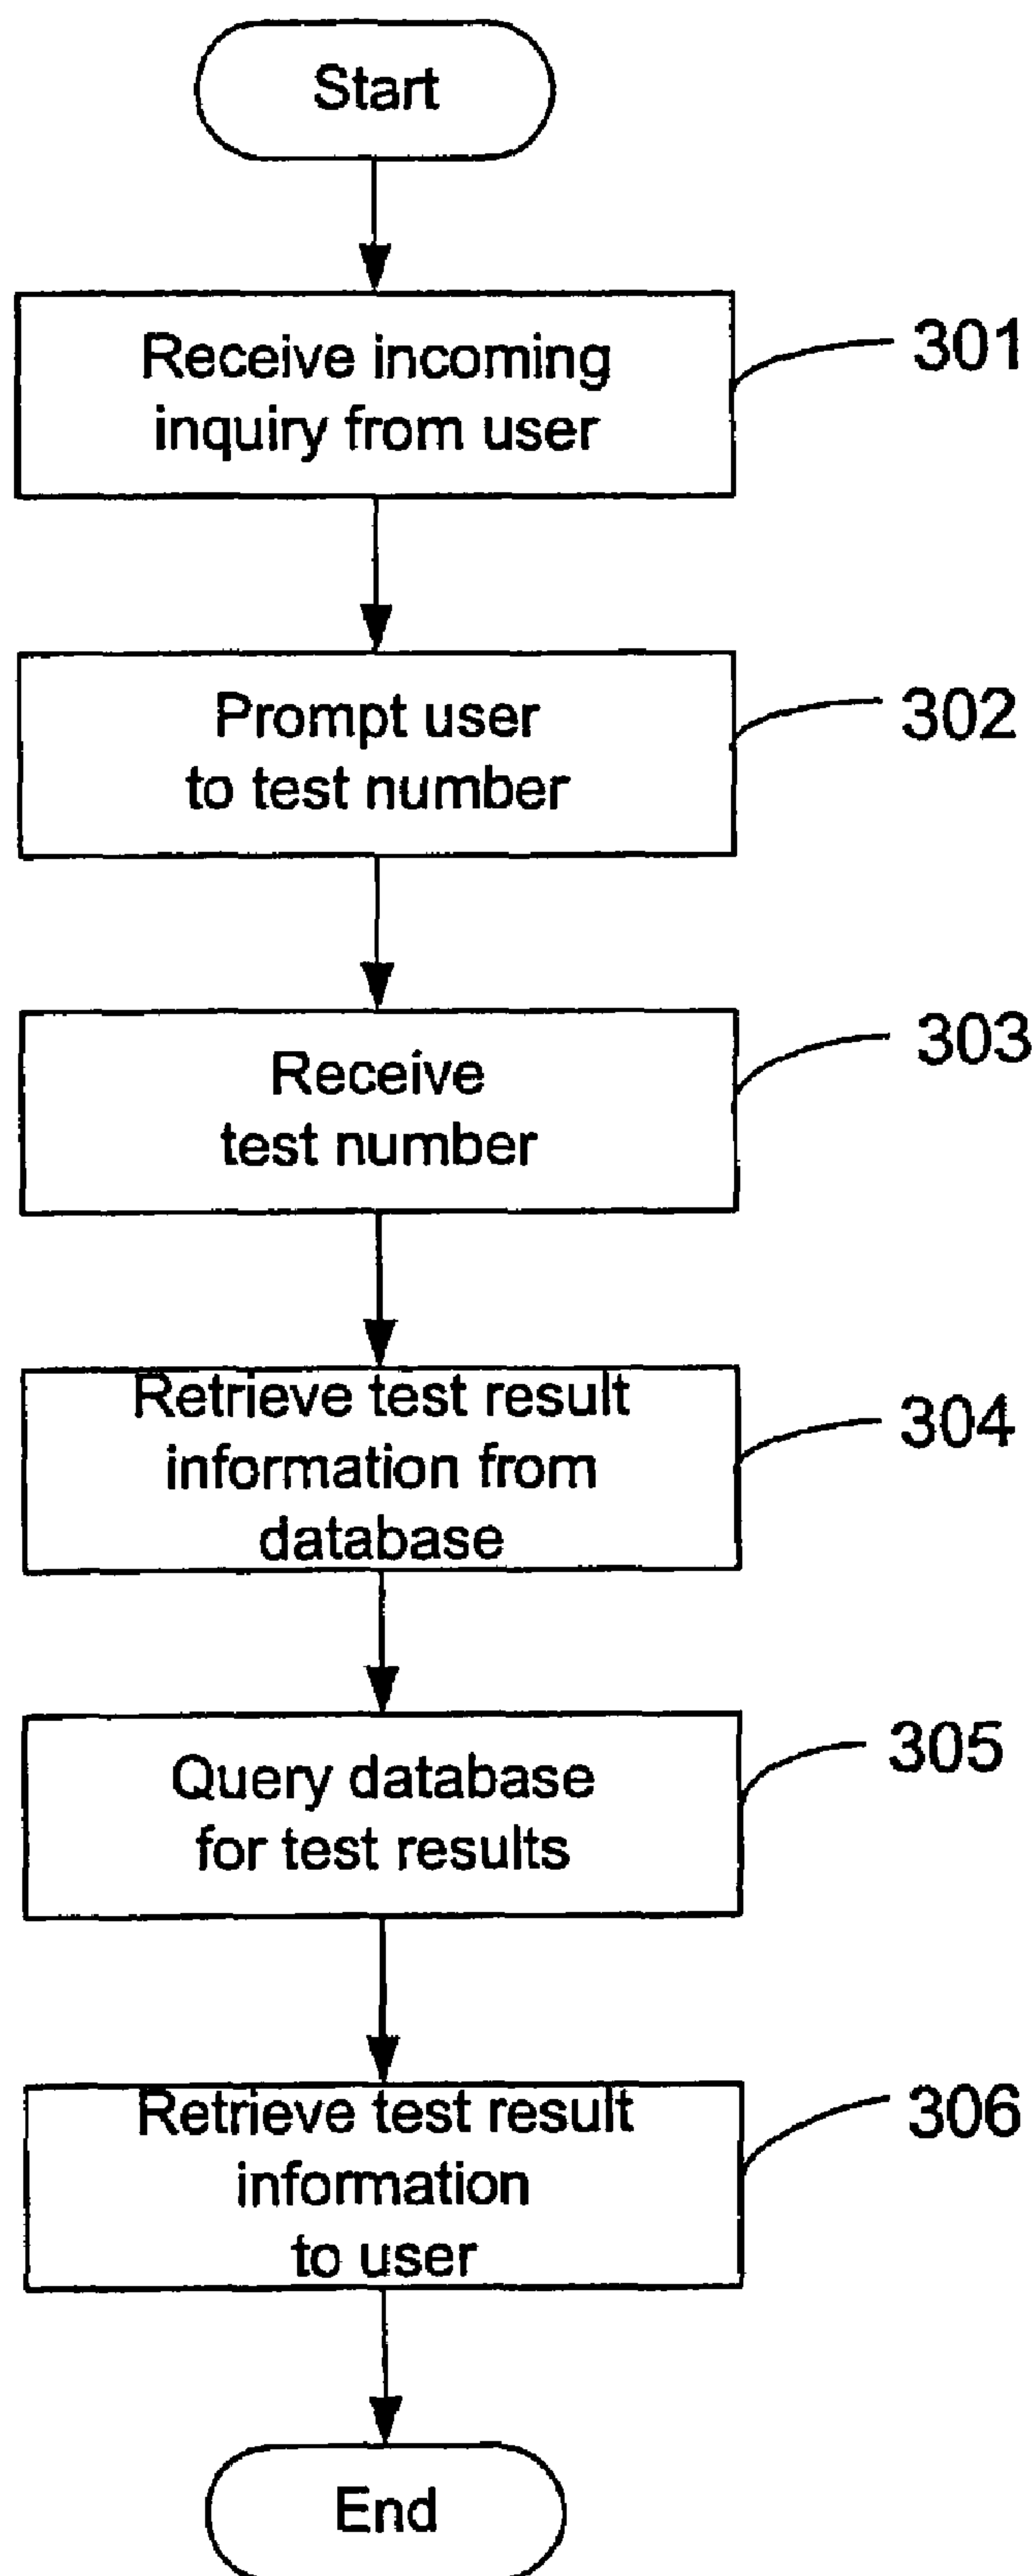 Start
Receive incoming
inquiry from user
301
Prompt user
to test number
302
Receive
test number
303
Retrieve test result
information from
database
304
Query database
for test results
305
Retrieve test result
information
to user
306
End